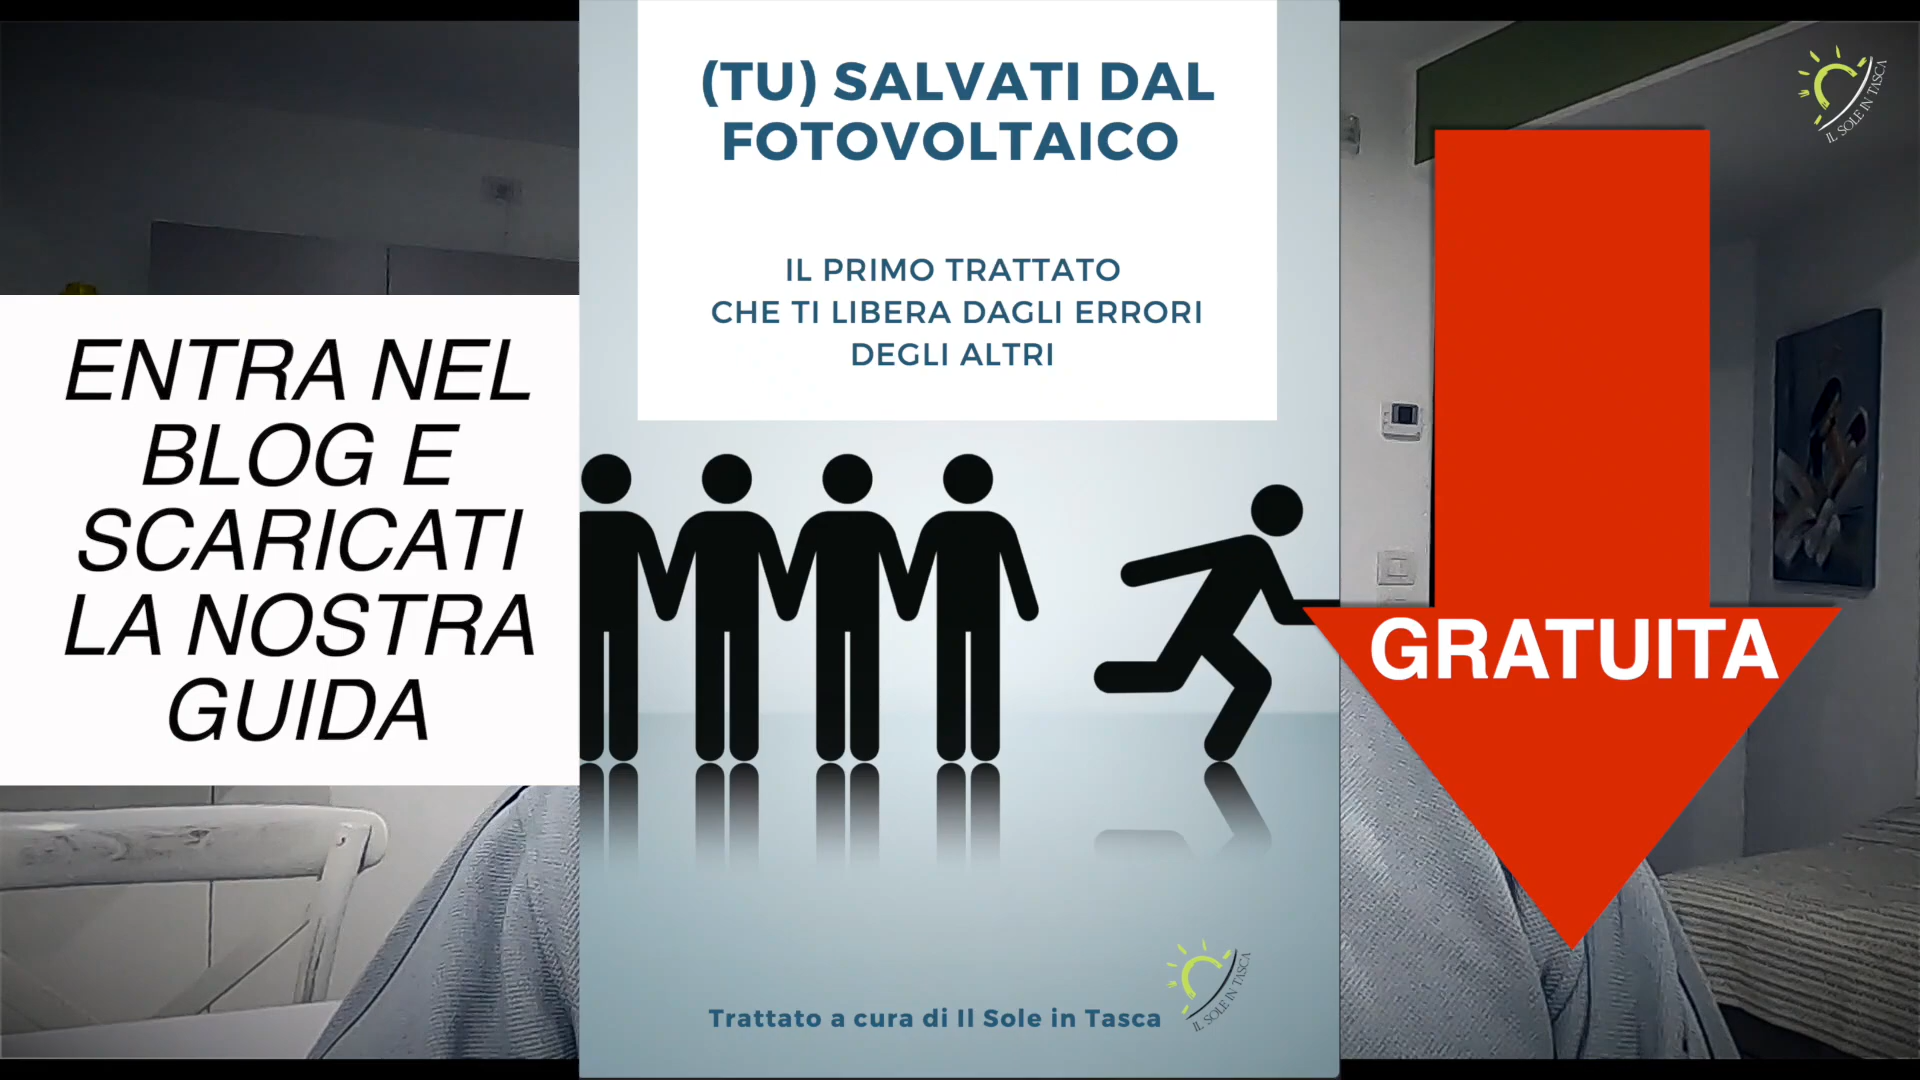 ENTRA NEL
BLOG E
SCARICATI
LA NOSTRA
GUIDA
(TU) SALVATI DAL
FOTOVOLTAICO
IL PRIMO TRATTATO
CHE TI LIBERA DAGLI ERRORI
DEGLI ALTRI
Trattato a cura di Il Sole in Tasca
IL SOLE IN TASCA
GRATUITA
IL SOLE IN TASCA